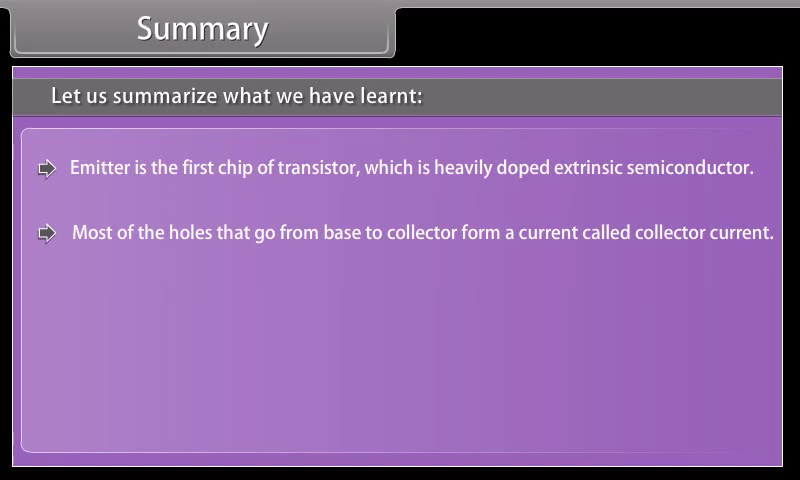 Summary
Let us summarize what we have learnt:
Emitter is the first chip of transistor, which is heavily doped extrinsic semiconductor.
Most of the holes that go from base to collector form a current called collector current.